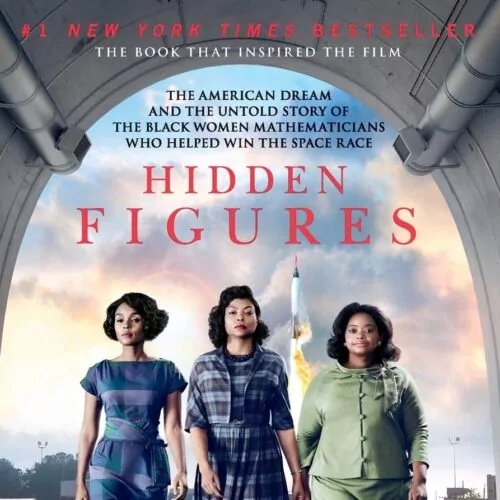 #1 NEW YORK TIMES BESTSELLER
THE BOOK THAT INSPIRED THE FILM
THE AMERICAN DREAM
AND THE UNTOLD STORY OF
THE BLACK WOMEN MATHEMATICIANS
WHO HELPED WIN THE SPACE RACE
HIDDEN
FIGURES